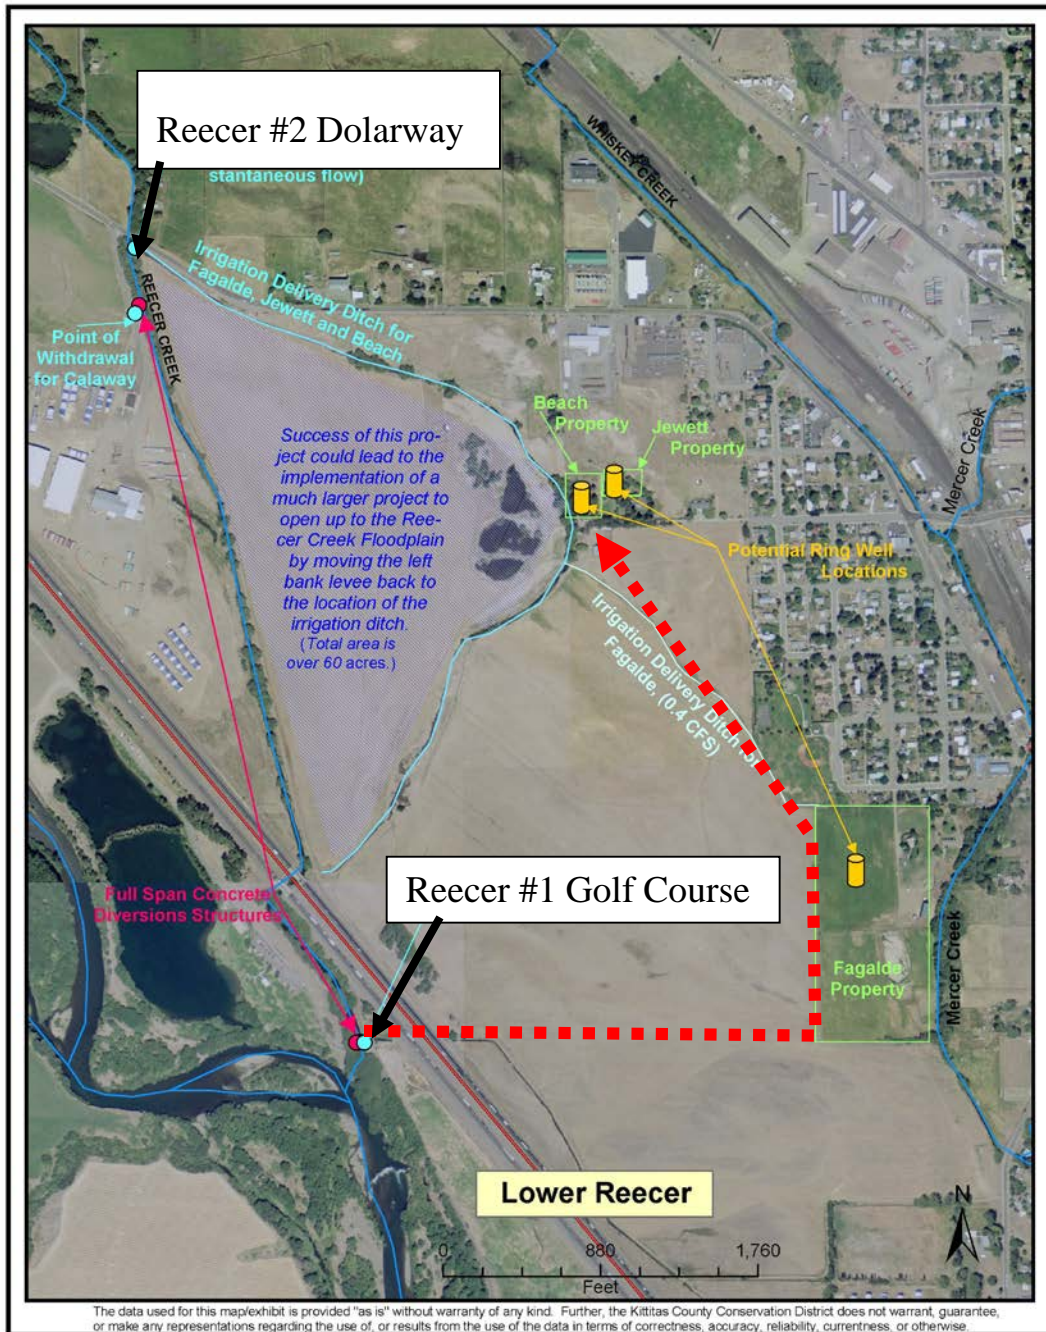 Reecer #2 Dolarway
stantaneous flow)
WHISKEY CREEK
Irrigation Delivery Ditch for
Fagalde, Jewett and Beach
REECER CREEK
Point of
Withdrawal
for Calaway
Beach
Property
Jewett
Property
Mercer Creek
Success of this pro-
ject could lead to the
implementation of a
much larger project to
open up to the Ree-
cer Creek Floodplain
by moving the left
bank levee back to
the location of the
irrigation ditch.
(Total area is
over 60 acres.)
Potential Ring Well
Locations
Irrigation Delivery Ditch for
Fagalde, (0.4 CFS)
Full Span Concrete
Diversions Structures
Reecer #1 Golf Course
Fagalde
Property
Mercer Creek
Lower Reecer
N
0 880 1,760
Feet
The data used for this map/exhibit is provided "as is" without warranty of any kind. Further, the Kittitas County Conservation District does not warrant, guarantee,
or make any representations regarding the use of, or results from the use of the data in terms of correctness, accuracy, reliability, currentness, or otherwise.